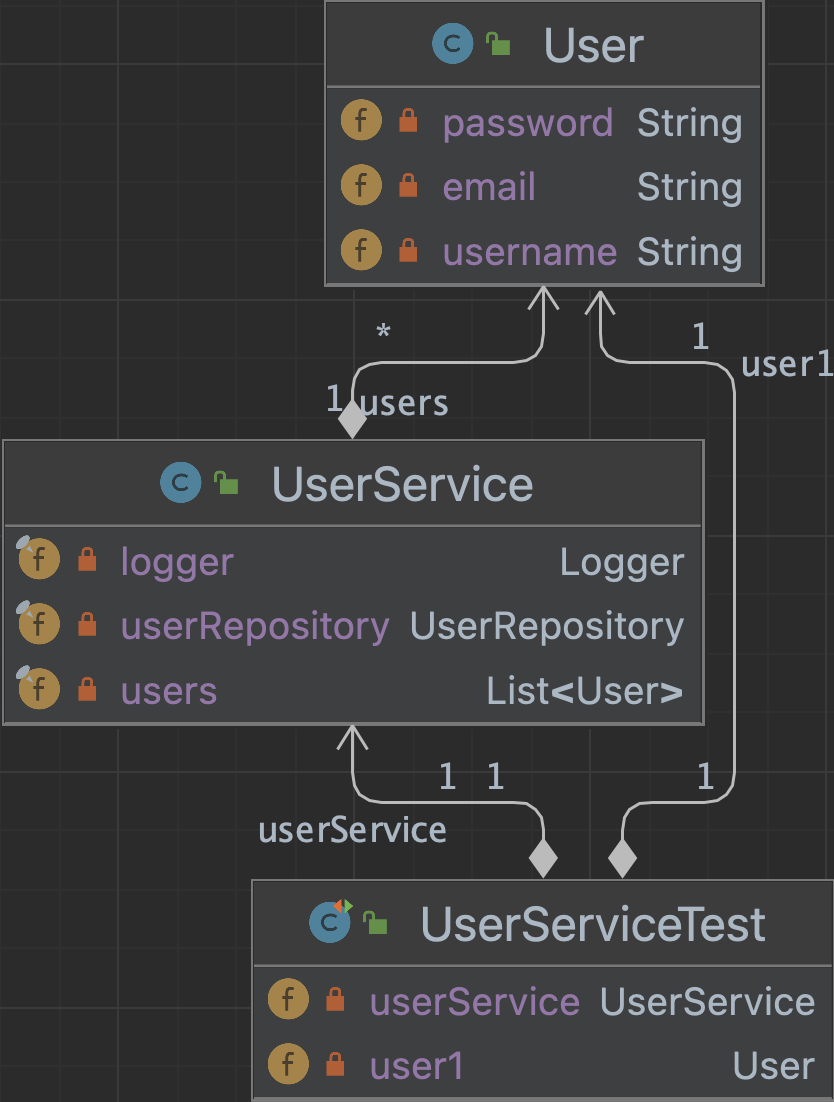 C User
f password String
f email String
f username String
* 1
user1
1 users
C UserService
f logger Logger
f userRepository UserRepository
f users List<User>
1 1 1
userService
C UserServiceTest
f userService UserService
f user1 User